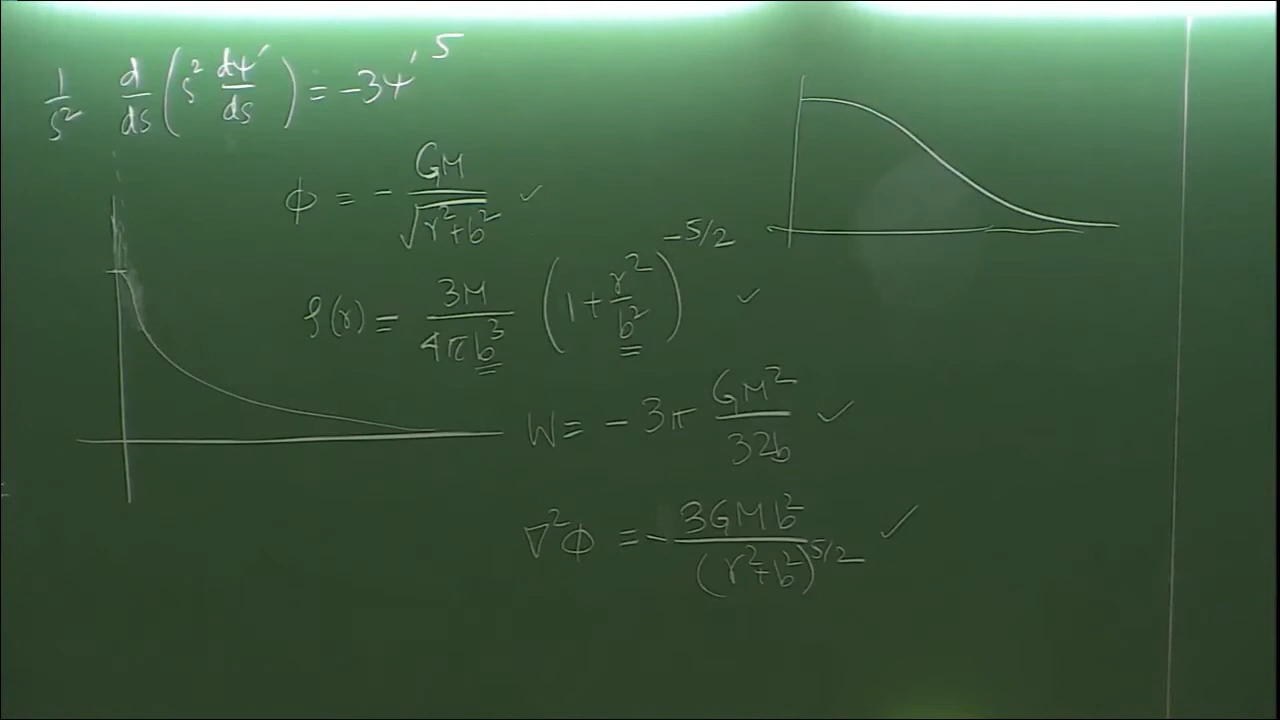 1/s² d/ds (s² dψ'/ds) = -3ψ'⁵
φ = - GM/√(r²+b²) ✓
ρ(r) = 3M/4πb³ (1 + r²/b²)^(-5/2) ✓
W = -3π GM²/32b ✓
∇²φ = - 3GMb²/(r²+b²)^(5/2) ✓